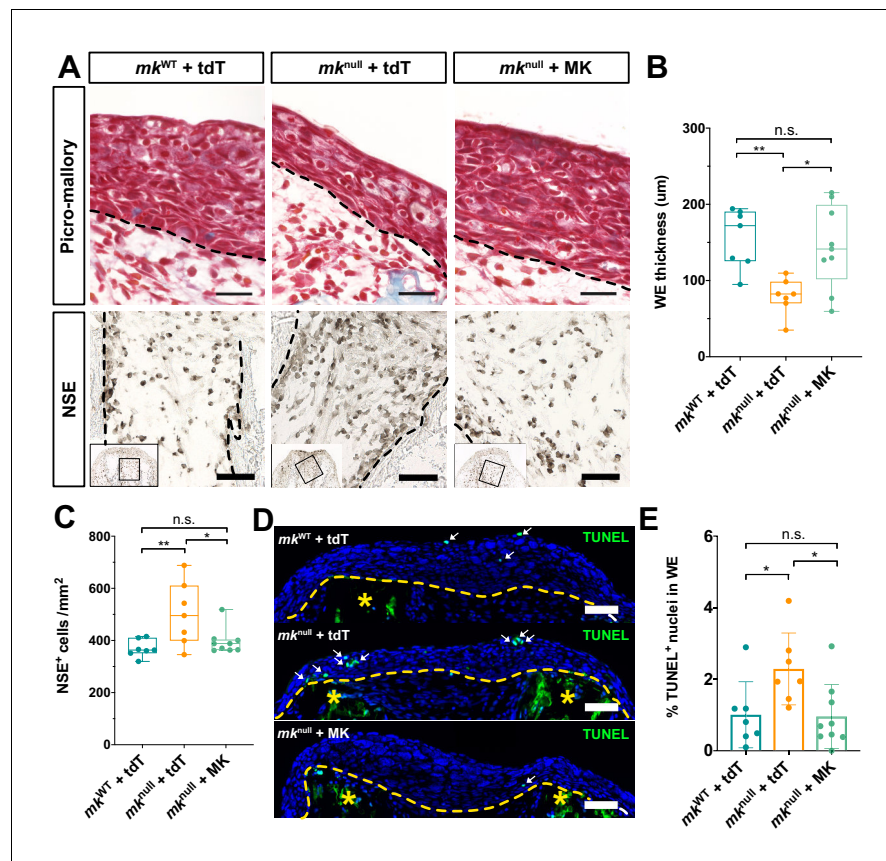 A
mkWT + tdT
mknull + tdT
mknull + MK
Picro-mallory
NSE
B
WE thickness (um)
300
200
100
0
n.s.
**
*
mkWT + tdT
mknull + tdT
mknull + MK
C
NSE+ cells /mm2
800
600
400
200
0
n.s.
**
*
mkWT + tdT
mknull + tdT
mknull + MK
D
mkWT + tdT TUNEL
*
mknull + tdT TUNEL
* *
mknull + MK TUNEL
* *
E
% TUNEL+ nuclei in WE
6
4
2
0
n.s.
* *
mkWT + tdT
mknull + tdT
mknull + MK